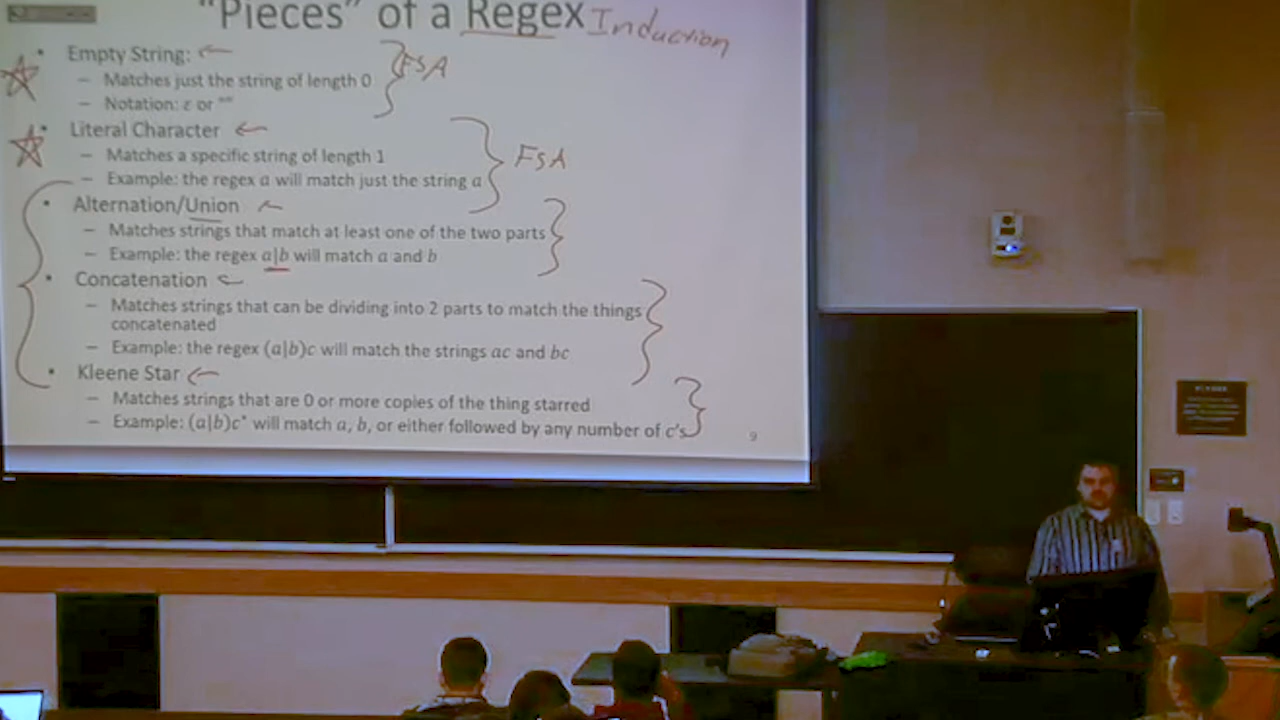 "Pieces" of a Regex Induction
• Empty String: FSA
– Matches just the string of length 0
– Notation: ε or ""
• Literal Character
– Matches a specific string of length 1 FSA
– Example: the regex a will match just the string a
• Alternation/Union
– Matches strings that match at least one of the two parts
– Example: the regex a|b will match a and b
• Concatenation
– Matches strings that can be dividing into 2 parts to match the things
concatenated
– Example: the regex (a|b)c will match the strings ac and bc
• Kleene Star
– Matches strings that are 0 or more copies of the thing starred
– Example: (a|b)c* will match a, b, or either followed by any number of c's
9